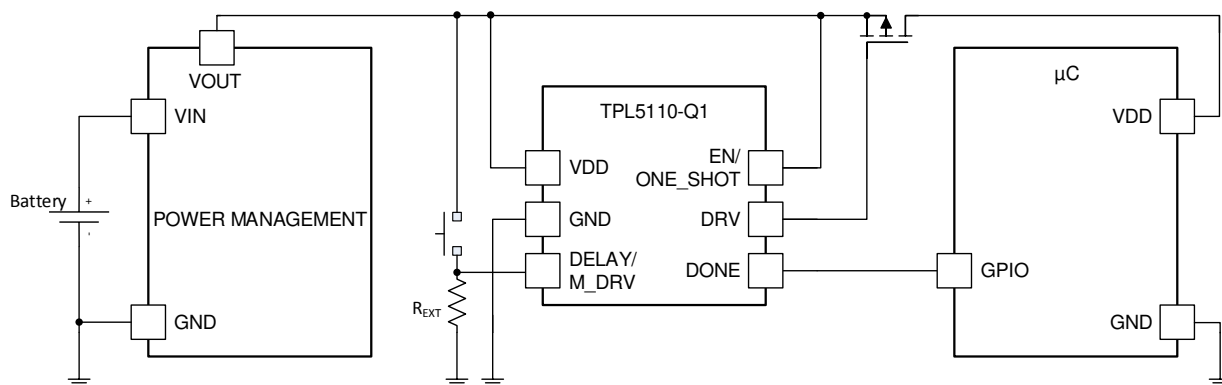 VOUT
VIN
Battery
+
-
POWER MANAGEMENT
GND
TPL5110-Q1
VDD
GND
DELAY/
M_DRV
EN/
ONE_SHOT
DRV
DONE
REXT
µC
VDD
GPIO
GND